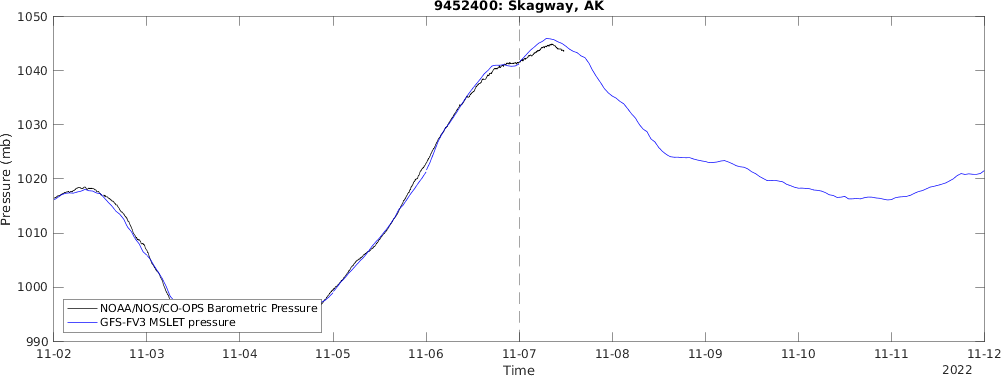 9452400: Skagway, AK
Pressure (mb)
1050
1040
1030
1020
1010
1000
990
NOAA/NOS/CO-OPS Barometric Pressure
GFS-FV3 MSLET pressure
11-02 11-03 11-04 11-05 11-06 11-07 11-08 11-09 11-10 11-11 11-12
Time
2022